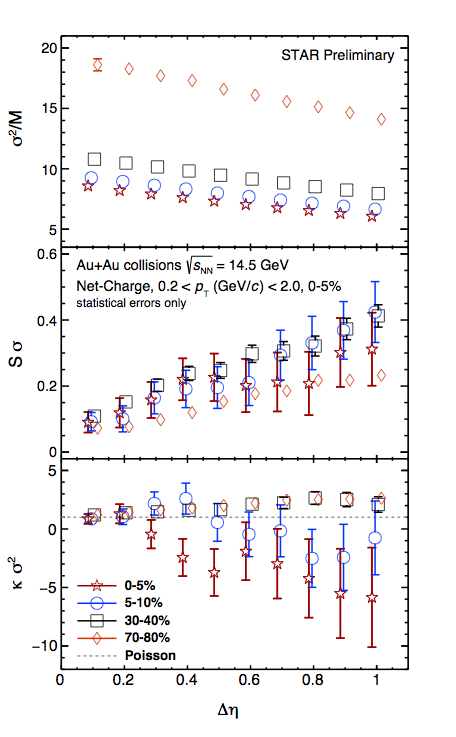 20
STAR Preliminary
15
σ²/M
10
5
0.6
Au+Au collisions √sNN = 14.5 GeV
Net-Charge, 0.2 < pT (GeV/c) < 2.0, 0-5%
statistical errors only
0.4
S σ
0.2
0
5
0
κ σ²
−5
0-5%
5-10%
30-40%
70-80%
−10
Poisson
0 0.2 0.4 0.6 0.8 1
Δη